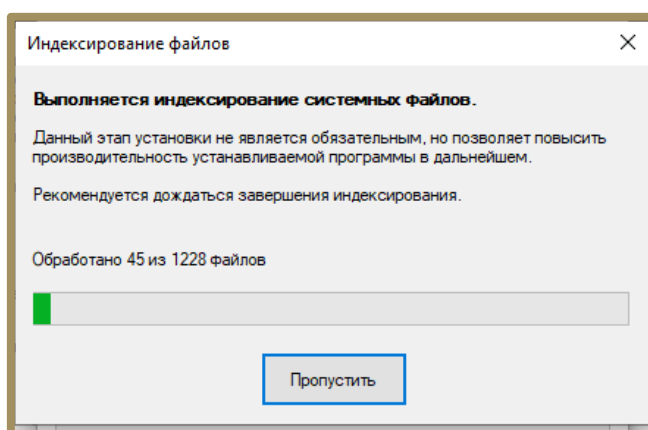 Индексирование файлов
Выполняется индексирование системных файлов.
Данный этап установки не является обязательным, но позволяет повысить
производительность устанавливаемой программы в дальнейшем.
Рекомендуется дождаться завершения индексирования.
Обработано 45 из 1228 файлов
Пропустить